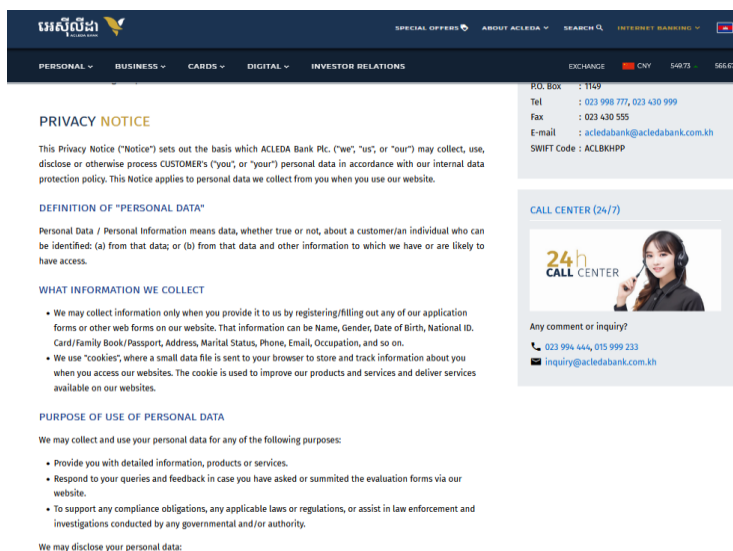 អេស៊ីលីដា
ACLEDA BANK
SPECIAL OFFERS
ABOUT ACLEDA
SEARCH
INTERNET BANKING
PERSONAL
BUSINESS
CARDS
DIGITAL
INVESTOR RELATIONS
EXCHANGE
CNY
549.73
566.67
PRIVACY NOTICE
This Privacy Notice ("Notice") sets out the basis which ACLEDA Bank Plc. ("we", "us", or "our") may collect, use,
disclose or otherwise process CUSTOMER's ("you", or "your") personal data in accordance with our internal data
protection policy. This Notice applies to personal data we collect from you when you use our website.
DEFINITION OF "PERSONAL DATA"
Personal Data / Personal Information means data, whether true or not, about a customer/an individual who can
be identified: (a) from that data; or (b) from that data and other information to which we have or are likely to
have access.
WHAT INFORMATION WE COLLECT
• We may collect information only when you provide it to us by registering/filling out any of our application
forms or other web forms on our website. That information can be Name, Gender, Date of Birth, National ID.
Card/Family Book/Passport, Address, Marital Status, Phone, Email, Occupation, and so on.
• We use "cookies", where a small data file is sent to your browser to store and track information about you
when you access our websites. The cookie is used to improve our products and services and deliver services
available on our websites.
PURPOSE OF USE OF PERSONAL DATA
We may collect and use your personal data for any of the following purposes:
• Provide you with detailed information, products or services.
• Respond to your queries and feedback in case you have asked or summited the evaluation forms via our
website.
• To support any compliance obligations, any applicable laws or regulations, or assist in law enforcement and
investigations conducted by any governmental and/or authority.
We may disclose your personal data:
P.O. Box : 1149
Tel : 023 998 777, 023 430 999
Fax : 023 430 555
E-mail : acledabank@acledabank.com.kh
SWIFT Code : ACLBKHPP
CALL CENTER (24/7)
24h
CALL CENTER
Any comment or inquiry?
023 994 444, 015 999 233
inquiry@acledabank.com.kh